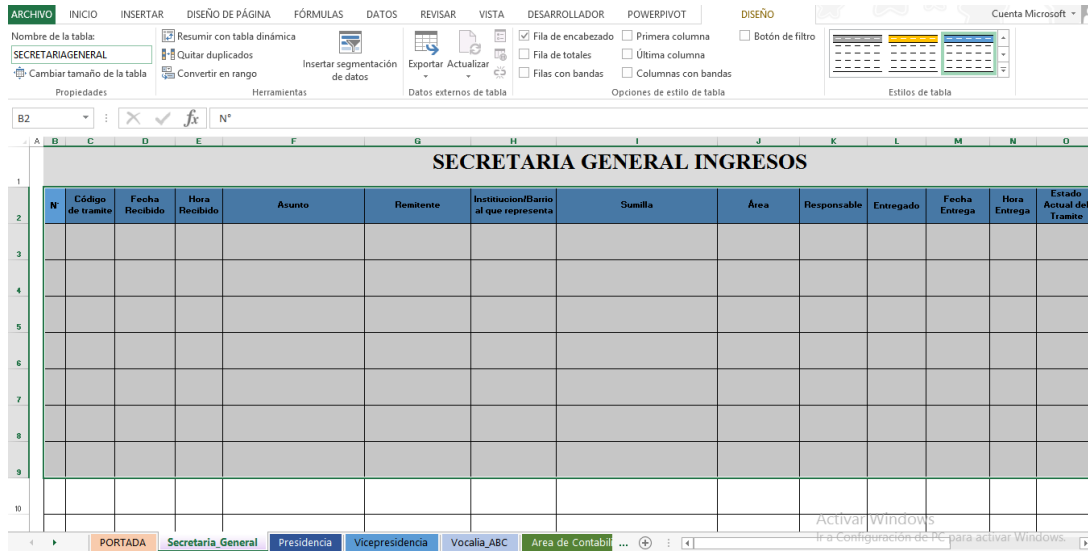 ARCHIVO INICIO INSERTAR DISEÑO DE PÁGINA FÓRMULAS DATOS REVISAR VISTA DESARROLLADOR POWERPIVOT DISEÑO Cuenta Microsoft
Nombre de la tabla: Resumir con tabla dinámica Fila de encabezado Primera columna Botón de filtro
SECRETARIAGENERAL Quitar duplicados Insertar segmentación de datos Exportar Actualizar Fila de totales Última columna
Cambiar tamaño de la tabla Convertir en rango Filas con bandas Columnas con bandas
Propiedades Herramientas Datos externos de tabla Opciones de estilo de tabla Estilos de tabla
B2 fx N°
A B C D E F G H I J K L M N O
1 SECRETARIA GENERAL INGRESOS
2 N° Código de tramite Fecha Recibido Hora Recibido Asunto Remitente Institiucion/Barrio al que representa Sumilla Área Responsable Entregado Fecha Entrega Hora Entrega Estado Actual del Tramite
3
4
5
6
7
8
9
10
Activar Windows
Ir a Configuración de PC para activar Windows.
PORTADA Secretaria_General Presidencia Vicepresidencia Vocalia_ABC Area de Contabili ...